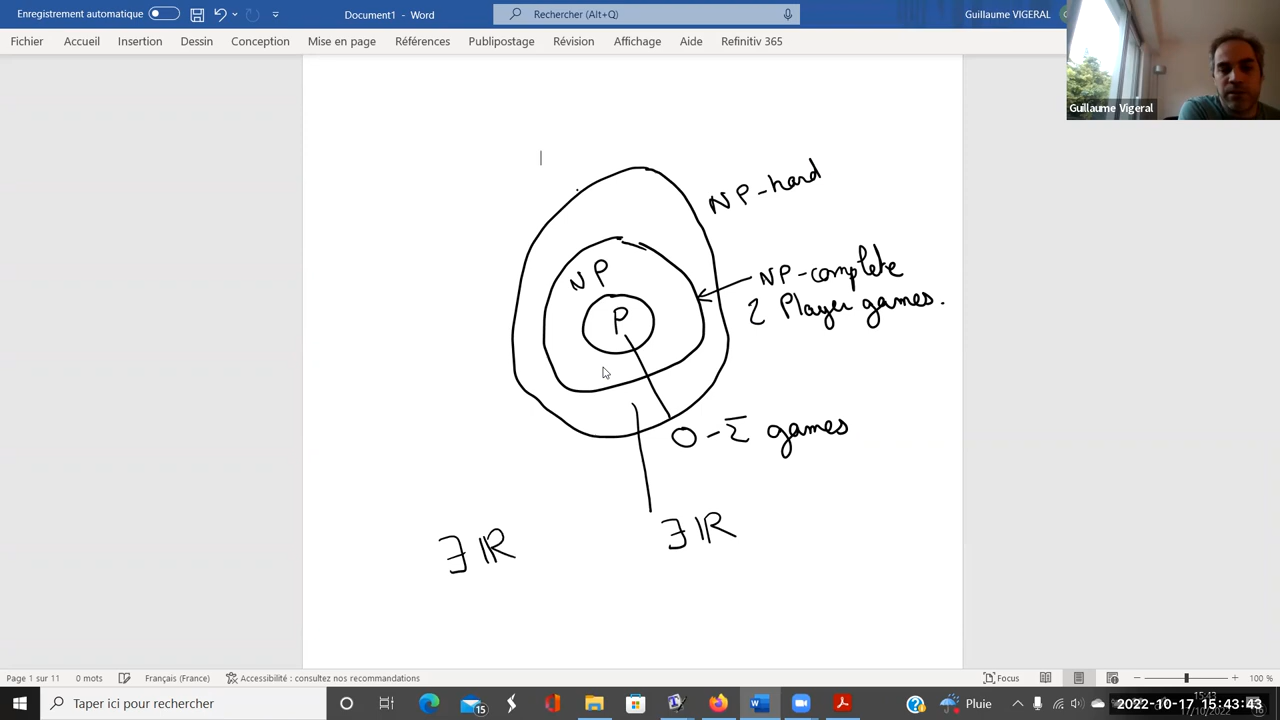 Enregistrement automatique
Document1 - Word
Rechercher (Alt+Q)
Guillaume VIGERAL
Fichier Accueil Insertion Dessin Conception Mise en page Références Publipostage Révision Affichage Aide Refinitiv 365
Guillaume Vigeral
NP-hard
NP
NP-complete
2 Player games.
P
0-Σ games
∃ℝ
∃ℝ
Page 1 sur 11 0 mots Français (France) Accessibilité : consultez nos recommandations Focus 100 %
Taper ici pour rechercher
15
Pluie
15:43
2022-10-17 15:43:43